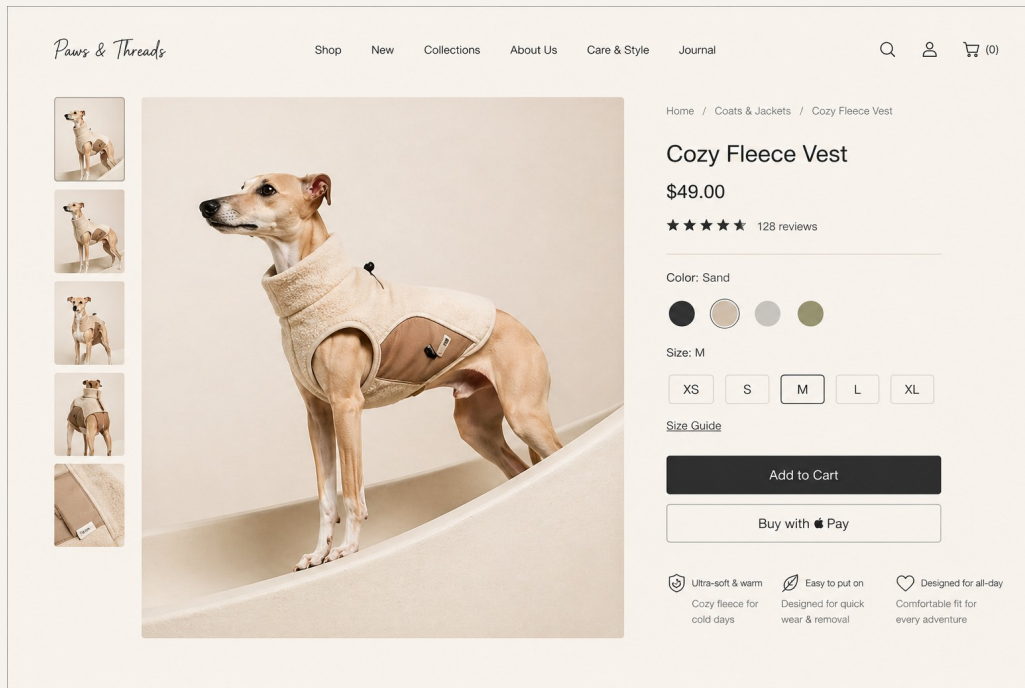 Paws & Threads
Shop
New
Collections
About Us
Care & Style
Journal
(0)
Home / Coats & Jackets / Cozy Fleece Vest
Cozy Fleece Vest
$49.00
128 reviews
Color: Sand
Size: M
XS
S
M
L
XL
Size Guide
Add to Cart
Buy with Pay
Ultra-soft & warm
Cozy fleece for
cold days
Easy to put on
Designed for quick
wear & removal
Designed for all-day
Comfortable fit for
every adventure